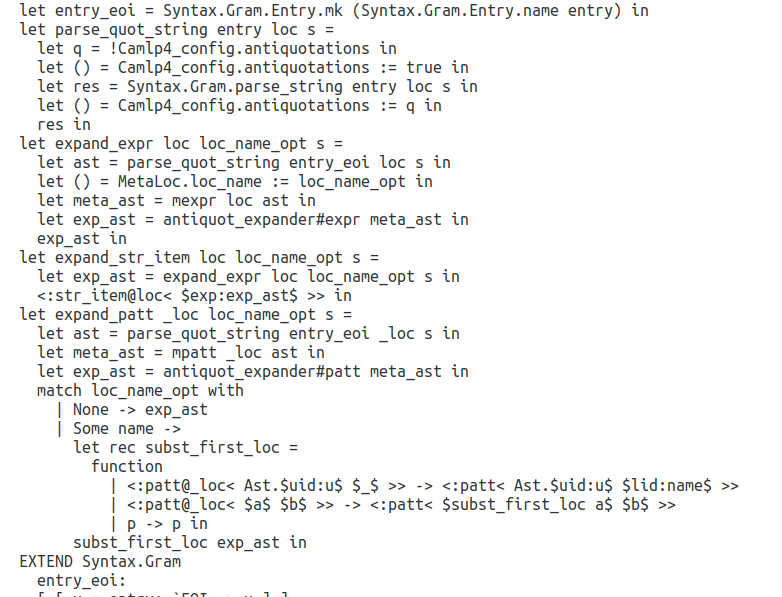 let entry_eoi = Syntax.Gram.Entry.mk (Syntax.Gram.Entry.name entry) in
let parse_quot_string entry loc s =
  let q = !Camlp4_config.antiquotations in
  let () = Camlp4_config.antiquotations := true in
  let res = Syntax.Gram.parse_string entry loc s in
  let () = Camlp4_config.antiquotations := q in
  res in
let expand_expr loc loc_name_opt s =
  let ast = parse_quot_string entry_eoi loc s in
  let () = MetaLoc.loc_name := loc_name_opt in
  let meta_ast = mexpr loc ast in
  let exp_ast = antiquot_expander#expr meta_ast in
  exp_ast in
let expand_str_item loc loc_name_opt s =
  let exp_ast = expand_expr loc loc_name_opt s in
  <:str_item@loc< $exp:exp_ast$ >> in
let expand_patt _loc loc_name_opt s =
  let ast = parse_quot_string entry_eoi _loc s in
  let meta_ast = mpatt _loc ast in
  let exp_ast = antiquot_expander#patt meta_ast in
  match loc_name_opt with
    | None -> exp_ast
    | Some name ->
      let rec subst_first_loc =
        function
          | <:patt@_loc< Ast.$uid:u$ $_$ >> -> <:patt< Ast.$uid:u$ $lid:name$ >>
          | <:patt@_loc< $a$ $b$ >> -> <:patt< $subst_first_loc a$ $b$ >>
          | p -> p in
      subst_first_loc exp_ast in
EXTEND Syntax.Gram
  entry_eoi: